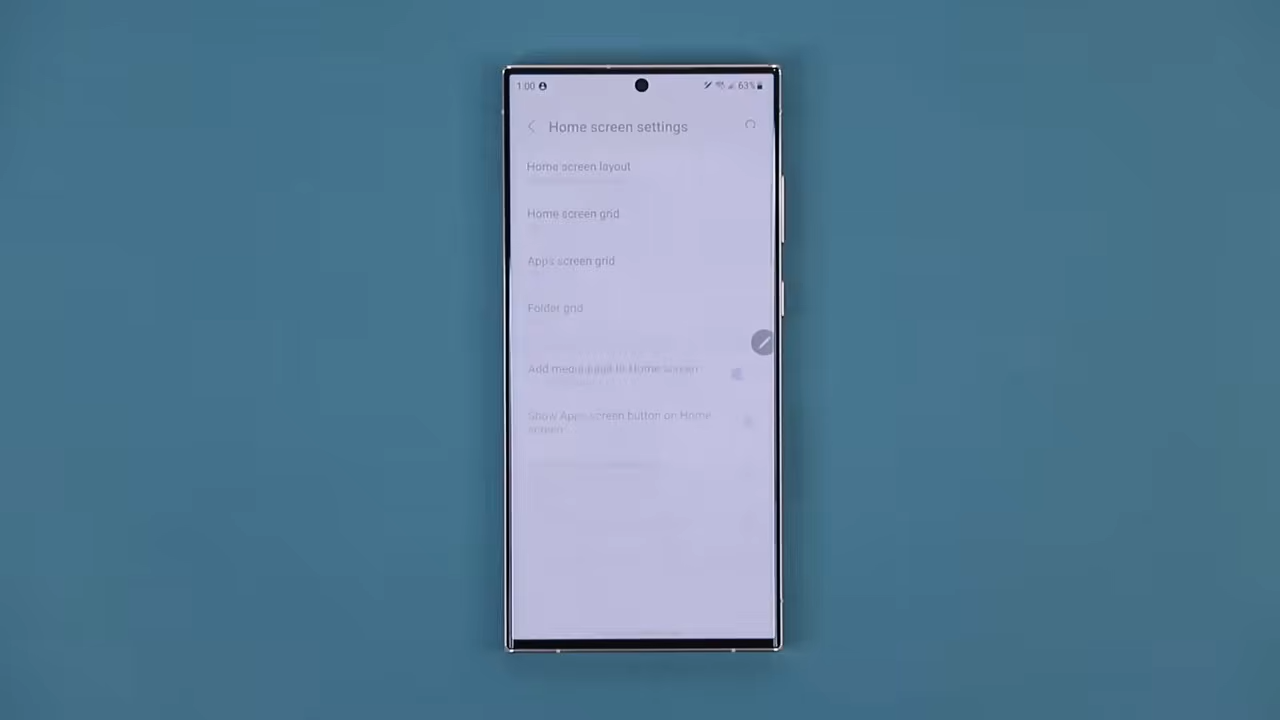 1:00 63%
Home screen settings
Home screen layout
Home screen grid
Apps screen grid
Folder grid
Add media page to Home screen
Show Apps screen button on Home
screen